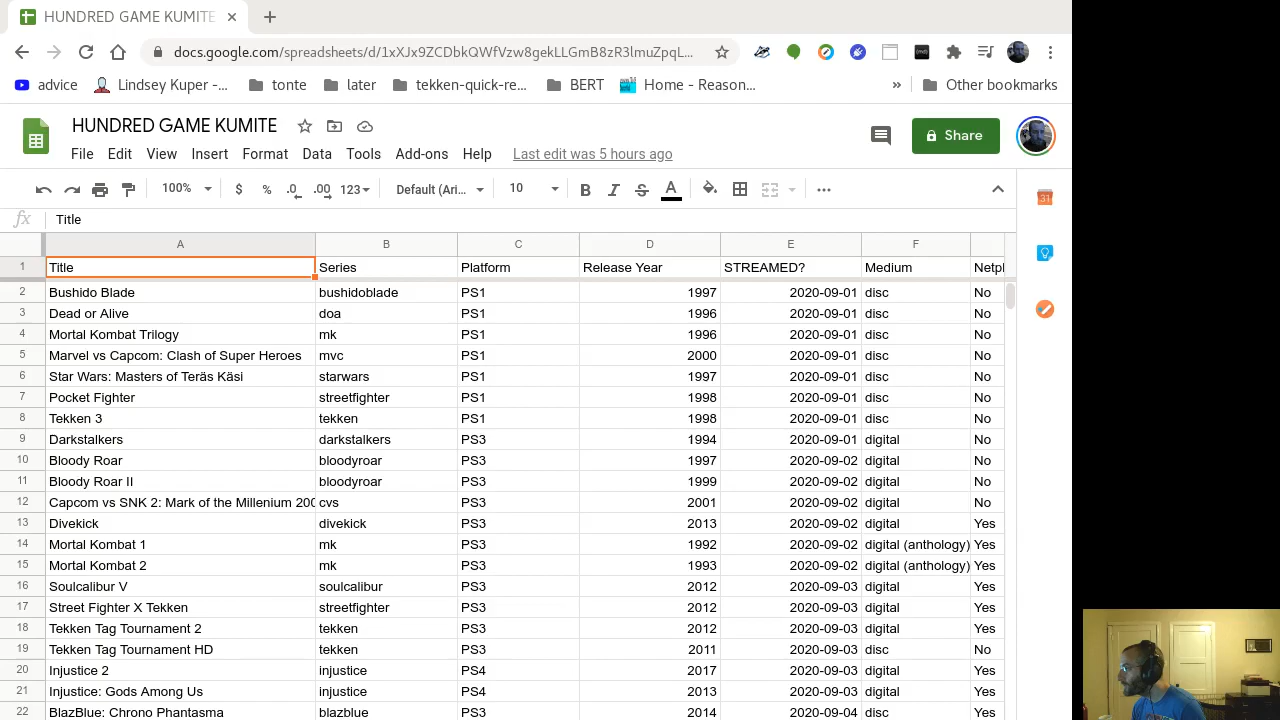 HUNDRED GAME KUMITE
docs.google.com/spreadsheets/d/1xXJx9ZCDbkQWfVzw8gekLLGmB8zR3lmuZpqL...
advice Lindsey Kuper -... tonte later tekken-quick-re... BERT Home - Reason... » Other bookmarks
HUNDRED GAME KUMITE
Share
File Edit View Insert Format Data Tools Add-ons Help Last edit was 5 hours ago
100% $ % .0 .00 123 Default (Ari... 10 B I S A
31
fx Title
A B C D E F
1 Title Series Platform Release Year STREAMED? Medium Netpl
2 Bushido Blade bushidoblade PS1 1997 2020-09-01 disc No
3 Dead or Alive doa PS1 1996 2020-09-01 disc No
4 Mortal Kombat Trilogy mk PS1 1996 2020-09-01 disc No
5 Marvel vs Capcom: Clash of Super Heroes mvc PS1 2000 2020-09-01 disc No
6 Star Wars: Masters of Teräs Käsi starwars PS1 1997 2020-09-01 disc No
7 Pocket Fighter streetfighter PS1 1998 2020-09-01 disc No
8 Tekken 3 tekken PS1 1998 2020-09-01 disc No
9 Darkstalkers darkstalkers PS3 1994 2020-09-01 digital No
10 Bloody Roar bloodyroar PS3 1997 2020-09-02 digital No
11 Bloody Roar II bloodyroar PS3 1999 2020-09-02 digital No
12 Capcom vs SNK 2: Mark of the Millenium 200 cvs PS3 2001 2020-09-02 digital No
13 Divekick divekick PS3 2013 2020-09-02 digital Yes
14 Mortal Kombat 1 mk PS3 1992 2020-09-02 digital (anthology) Yes
15 Mortal Kombat 2 mk PS3 1993 2020-09-02 digital (anthology) Yes
16 Soulcalibur V soulcalibur PS3 2012 2020-09-03 digital Yes
17 Street Fighter X Tekken streetfighter PS3 2012 2020-09-03 digital Yes
18 Tekken Tag Tournament 2 tekken PS3 2012 2020-09-03 digital Yes
19 Tekken Tag Tournament HD tekken PS3 2011 2020-09-03 disc No
20 Injustice 2 injustice PS4 2017 2020-09-03 digital Yes
21 Injustice: Gods Among Us injustice PS4 2013 2020-09-03 digital Yes
22 BlazBlue: Chrono Phantasma blazblue PS3 2014 2020-09-04 disc Yes